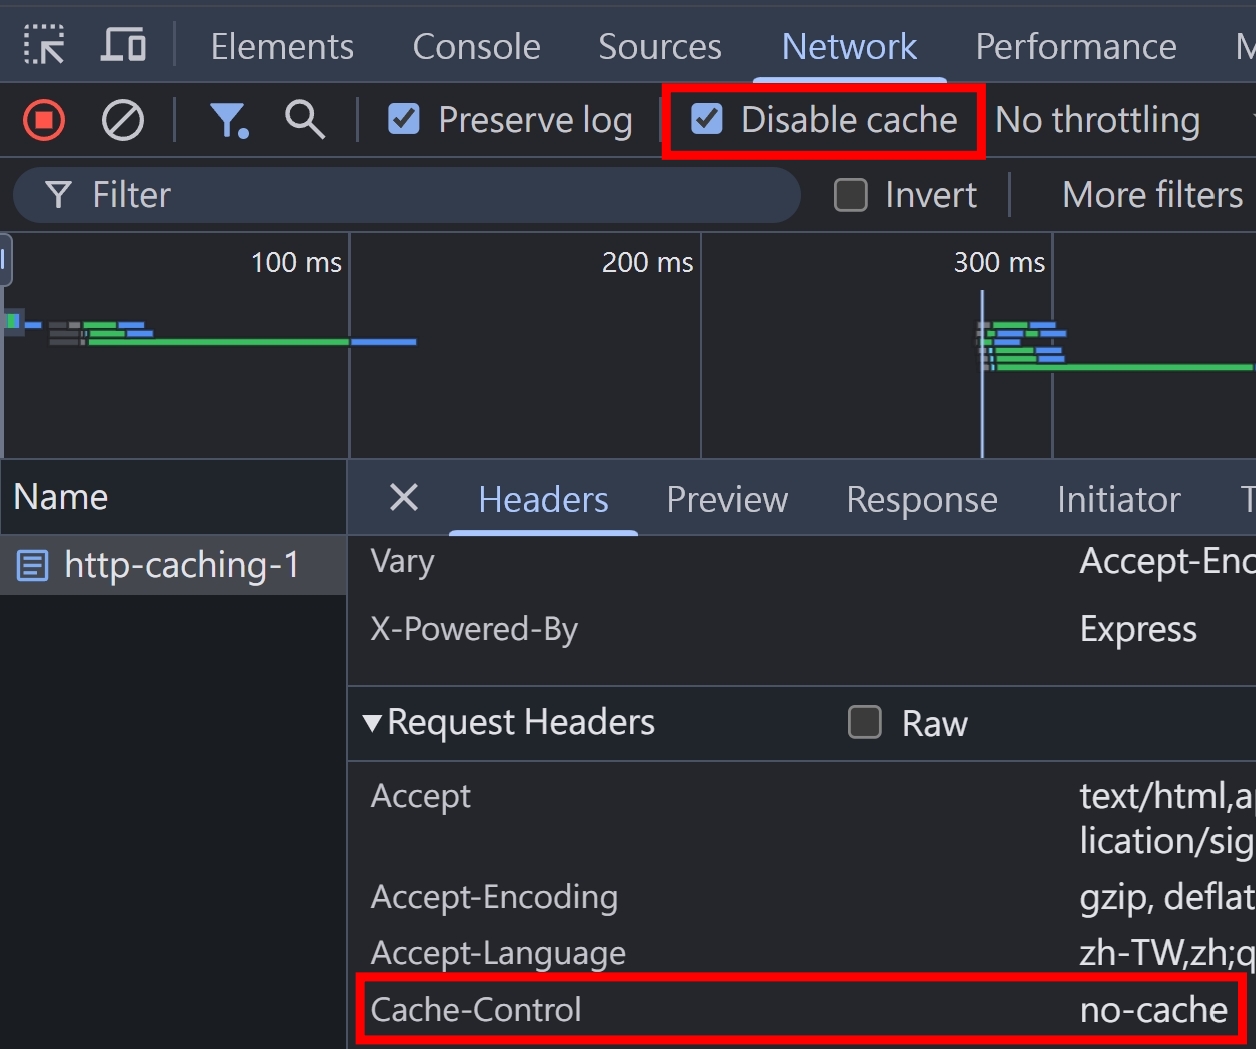 Elements Console Sources Network Performance
Preserve log Disable cache No throttling
Filter Invert More filters
100 ms 200 ms 300 ms
Name
Headers Preview Response Initiator
http-caching-1
Vary Accept-Enc
X-Powered-By Express
Request Headers Raw
Accept text/html,ap
lication/sig
Accept-Encoding gzip, deflat
Accept-Language zh-TW,zh;q
Cache-Control no-cache